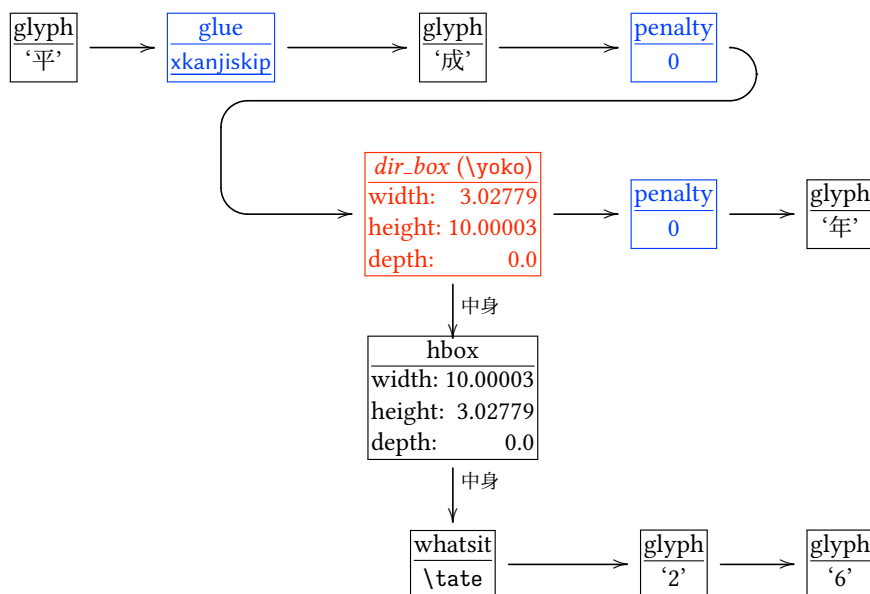 glyph
‘平’
glue
xkanjiskip
glyph
‘成’
penalty
0
dir_box (\yoko)
width: 3.02779
height: 10.00003
depth: 0.0
penalty
0
glyph
‘年’
中身
hbox
width: 10.00003
height: 3.02779
depth: 0.0
中身
whatsit
\tate
glyph
‘2’
glyph
‘6’